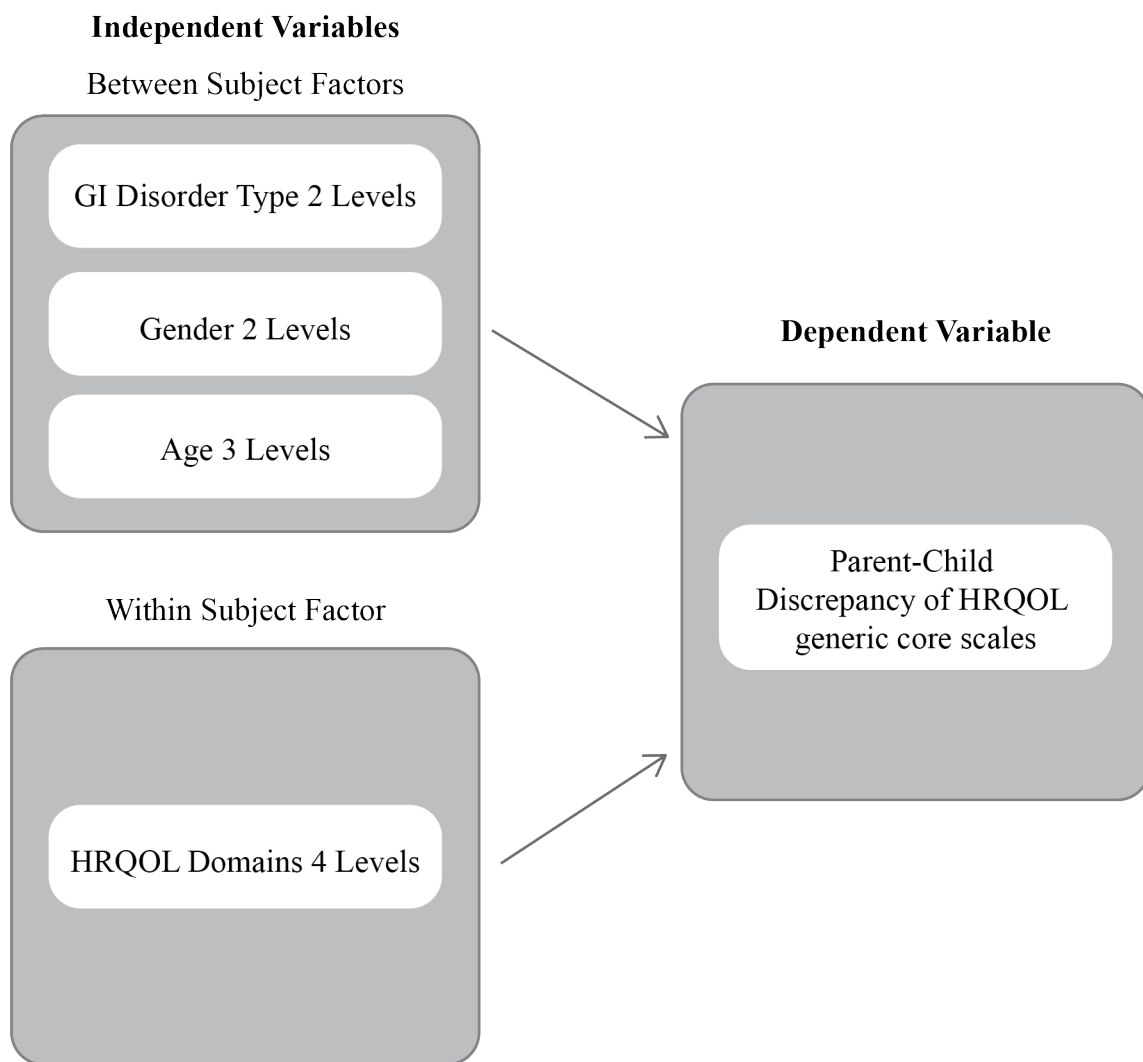 Independent Variables
Between Subject Factors
GI Disorder Type 2 Levels
Gender 2 Levels
Age 3 Levels
Within Subject Factor
HRQOL Domains 4 Levels
Dependent Variable
Parent-Child
Discrepancy of HRQOL
generic core scales